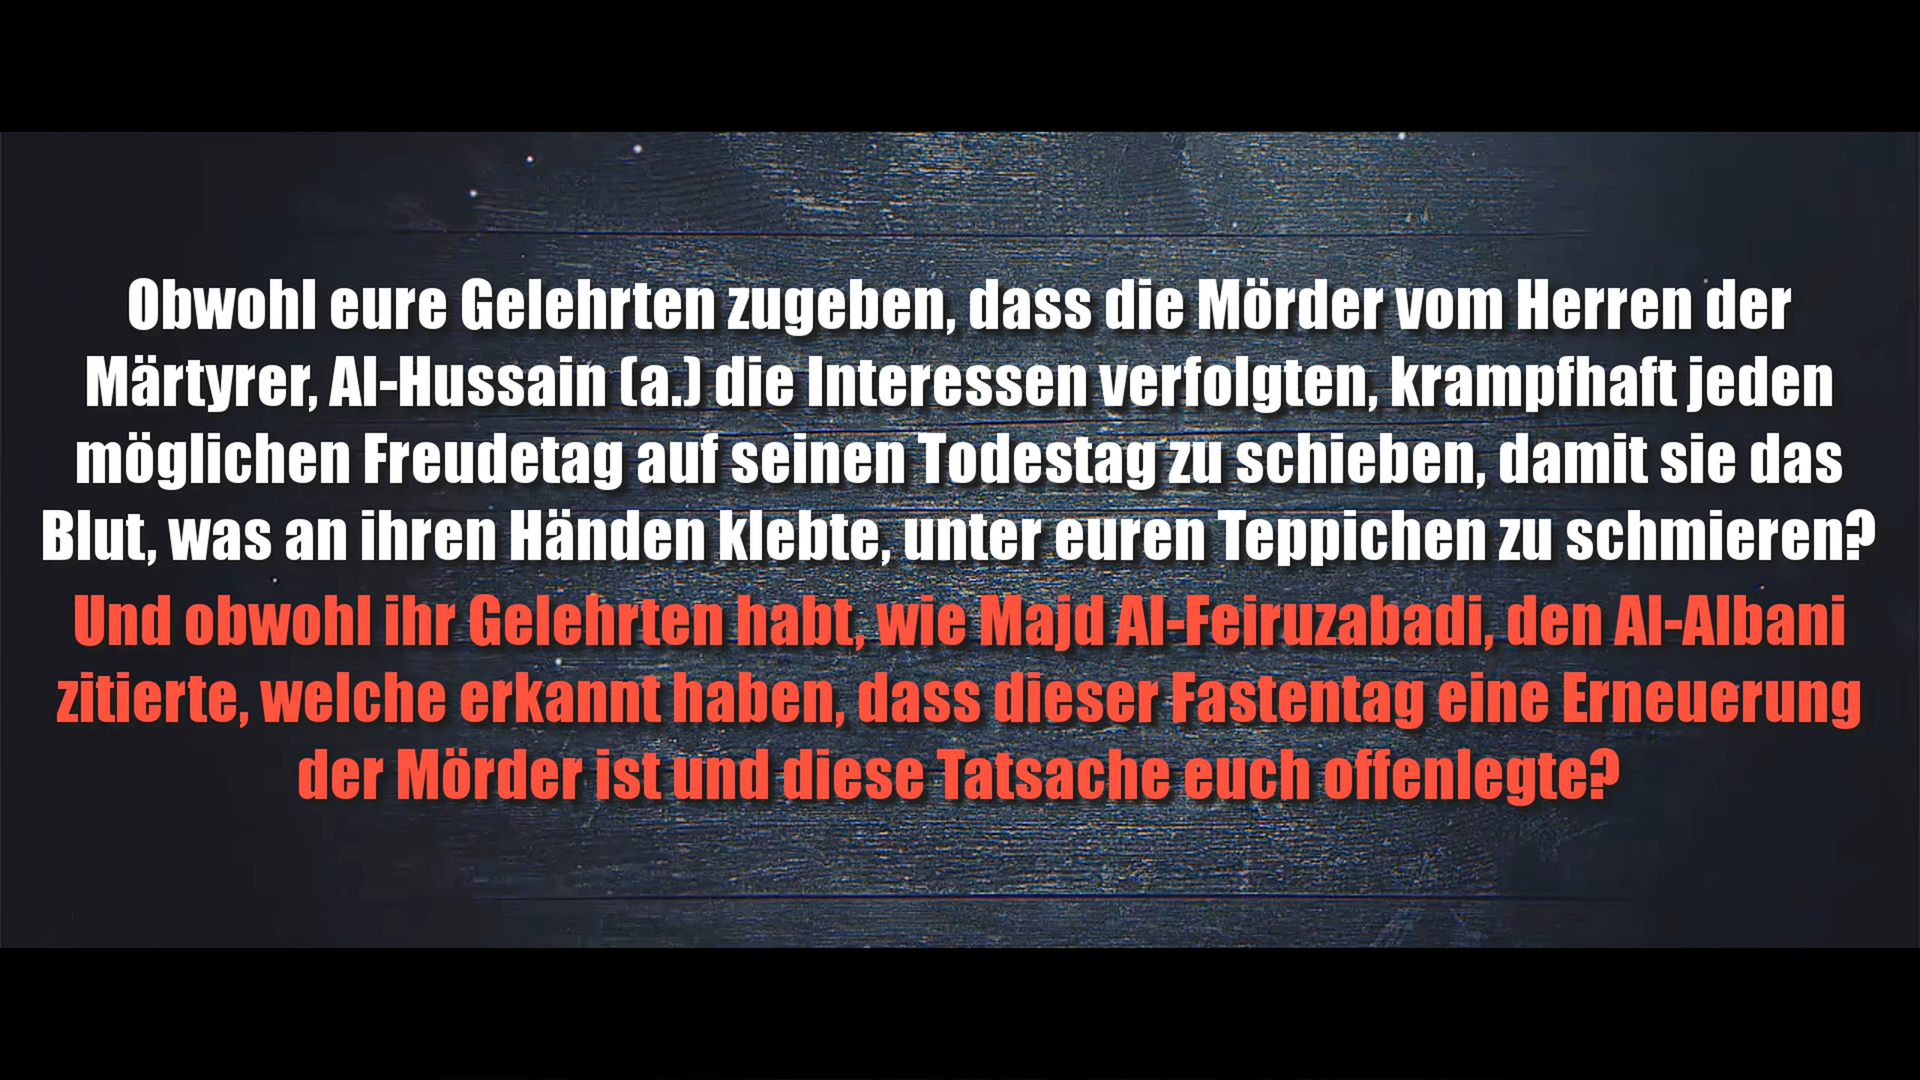 Obwohl eure Gelehrten zugeben, dass die Mörder vom Herren der
Märtyrer, Al-Hussain (a.) die Interessen verfolgten, krampfhaft jeden
möglichen Freudetag auf seinen Todestag zu schieben, damit sie das
Blut, was an ihren Händen klebte, unter euren Teppichen zu schmieren?
Und obwohl ihr Gelehrten habt, wie Majd Al-Feiruzabadi, den Al-Albani
zitierte, welche erkannt haben, dass dieser Fastentag eine Erneuerung
der Mörder ist und diese Tatsache euch offenlegte?